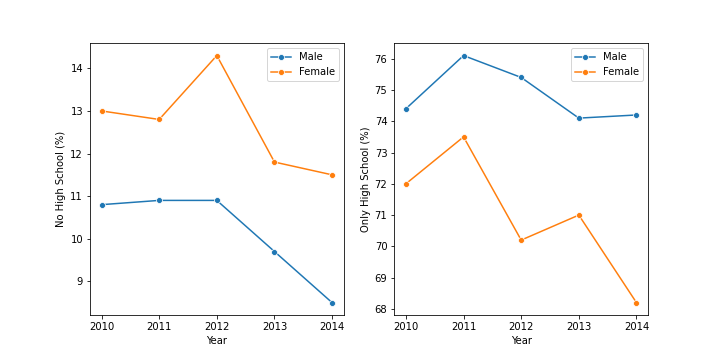 14
13
12
11
10
9
No High School (%)
2010 2011 2012 2013 2014
Year
Male
Female
76
75
74
73
72
71
70
69
68
Only High School (%)
2010 2011 2012 2013 2014
Year
Male
Female